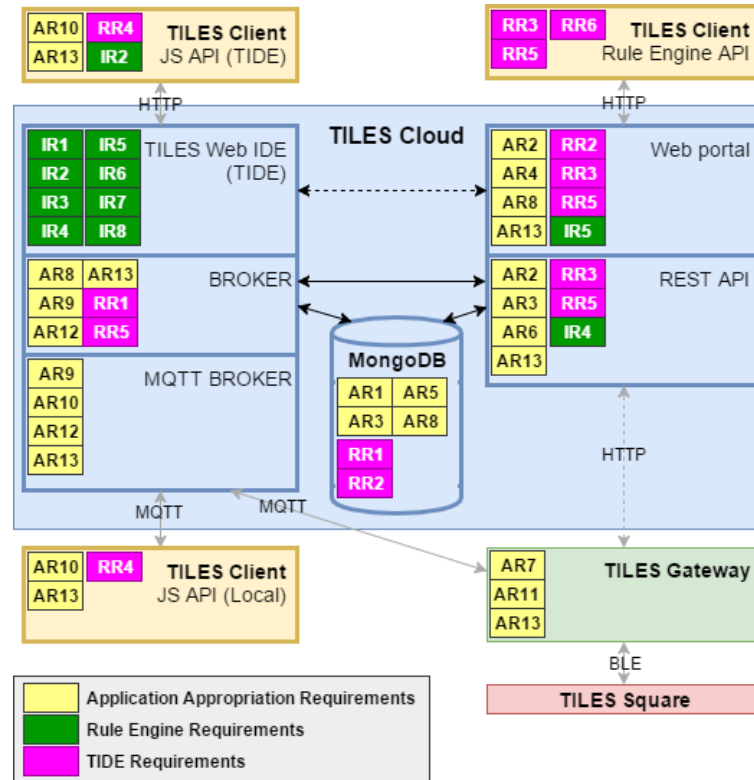 AR10 RR4 TILES Client
AR13 IR2 JS API (TIDE)
RR3 RR6 TILES Client
RR5 Rule Engine API
HTTP
HTTP
TILES Cloud
IR1 IR5 TILES Web IDE
IR2 IR6 (TIDE)
IR3 IR7
IR4 IR8
AR2 RR2 Web portal
AR4 RR3
AR8 RR5
AR13 IR5
AR8 AR13 BROKER
AR9 RR1
AR12 RR5
AR2 RR3 REST API
AR3 RR5
AR6 IR4
AR13
MongoDB
AR1 AR5
AR3 AR8
RR1
RR2
AR9 MQTT BROKER
AR10
AR12
AR13
HTTP
MQTT
MQTT
AR10 RR4 TILES Client
AR13 JS API (Local)
AR7 TILES Gateway
AR11
AR13
BLE
TILES Square
Application Appropriation Requirements
Rule Engine Requirements
TIDE Requirements